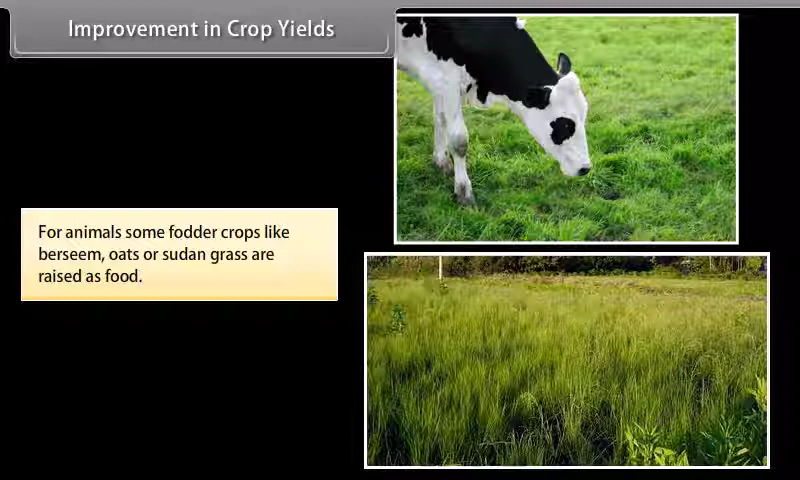 Improvement in Crop Yields
For animals some fodder crops like
berseem, oats or sudan grass are
raised as food.